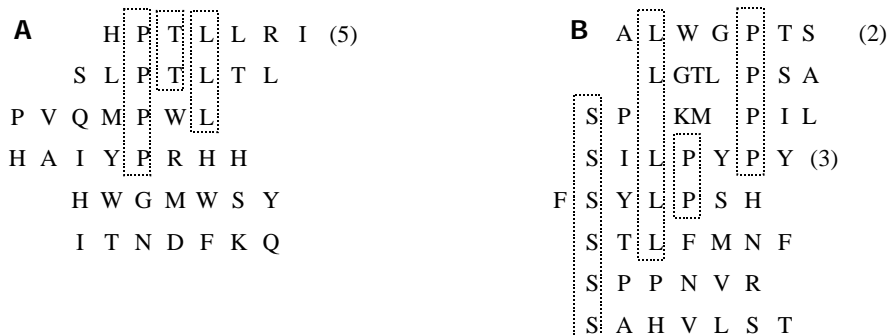 A
H P T L L R I (5)
S L P T L T L
P V Q M P W L
H A I Y P R H H
H W G M W S Y
I T N D F K Q
B
A L W G P T S (2)
L GTL P S A
S P KM P I L
S I L P Y P Y (3)
F S Y L P S H
S T L F M N F
S P P N V R
S A H V L S T